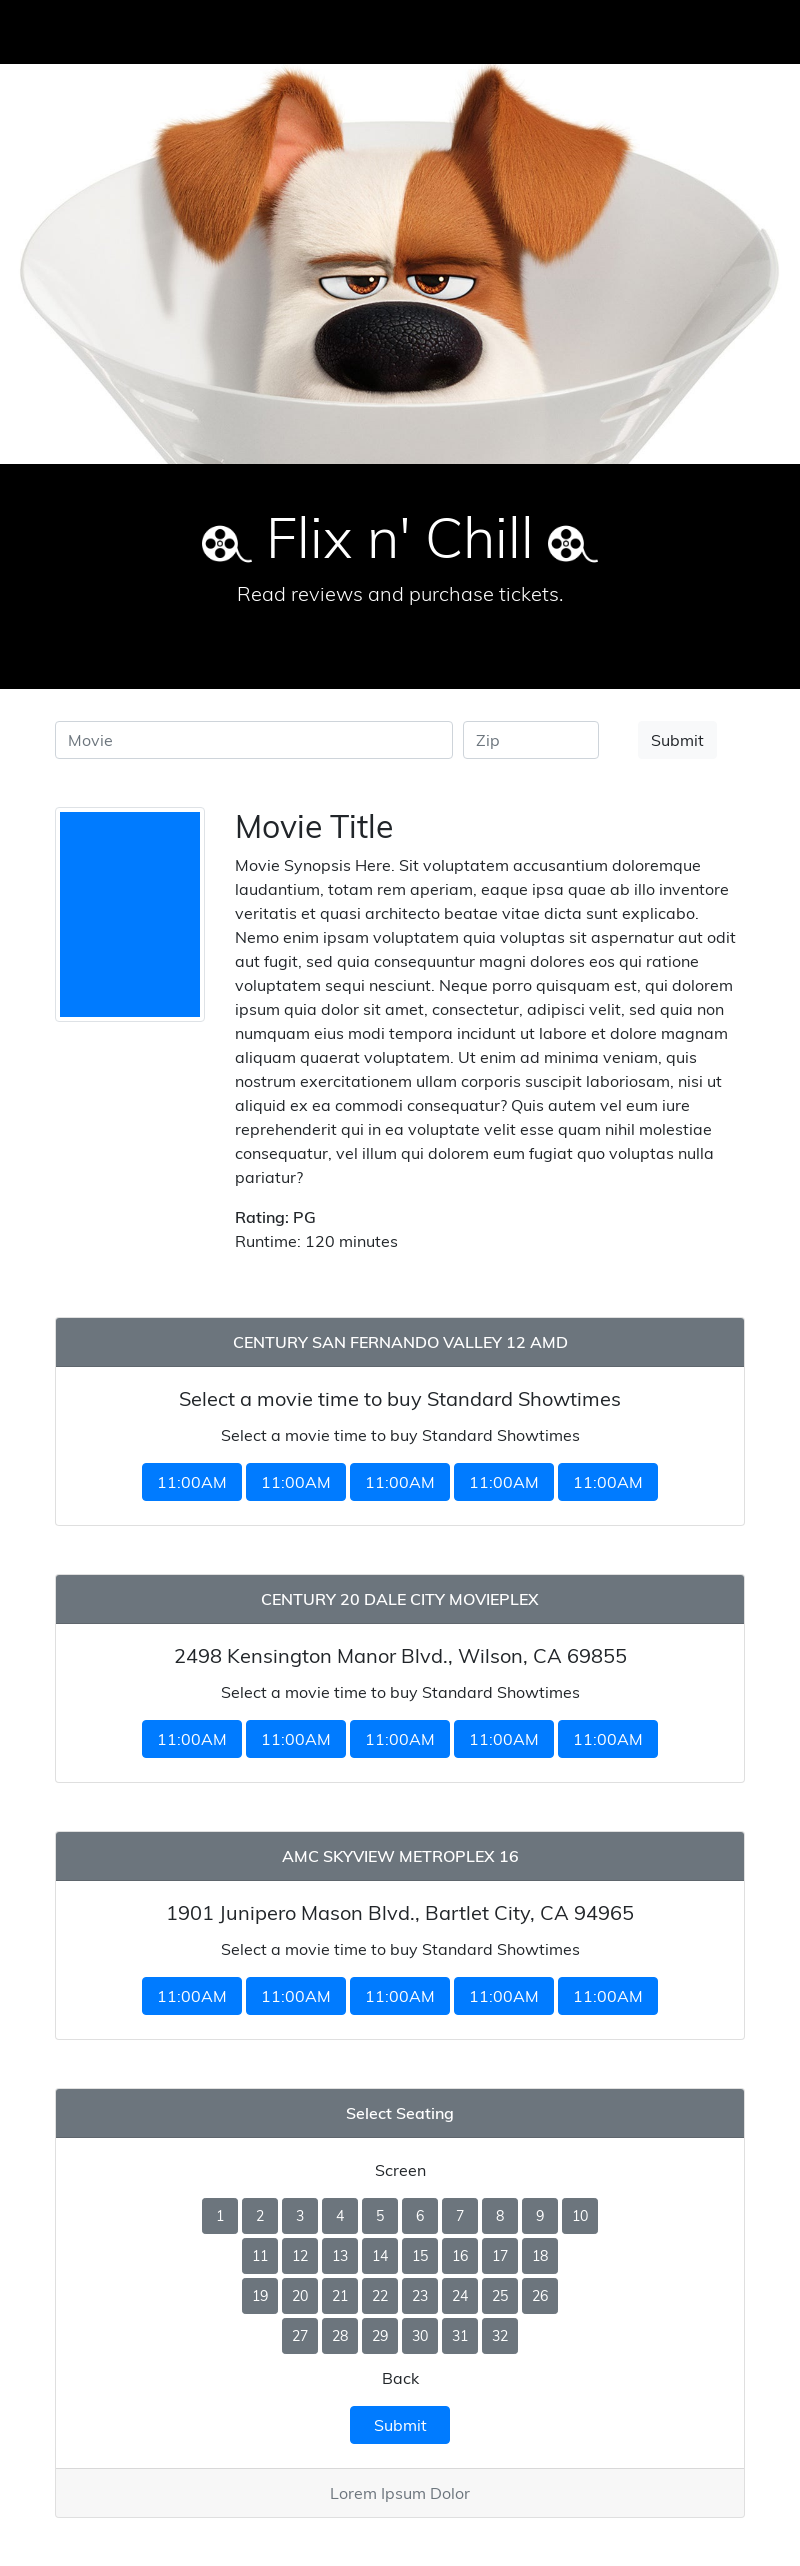 Flix n' Chill
Read reviews and purchase tickets.
Movie Zip Submit
Movie Title
Movie Synopsis Here. Sit voluptatem accusantium doloremque
laudantium, totam rem aperiam, eaque ipsa quae ab illo inventore
veritatis et quasi architecto beatae vitae dicta sunt explicabo.
Nemo enim ipsam voluptatem quia voluptas sit aspernatur aut odit
aut fugit, sed quia consequuntur magni dolores eos qui ratione
voluptatem sequi nesciunt. Neque porro quisquam est, qui dolorem
ipsum quia dolor sit amet, consectetur, adipisci velit, sed quia non
numquam eius modi tempora incidunt ut labore et dolore magnam
aliquam quaerat voluptatem. Ut enim ad minima veniam, quis
nostrum exercitationem ullam corporis suscipit laboriosam, nisi ut
aliquid ex ea commodi consequatur? Quis autem vel eum iure
reprehenderit qui in ea voluptate velit esse quam nihil molestiae
consequatur, vel illum qui dolorem eum fugiat quo voluptas nulla
pariatur?
Rating: PG
Runtime: 120 minutes
CENTURY SAN FERNANDO VALLEY 12 AMD
Select a movie time to buy Standard Showtimes
Select a movie time to buy Standard Showtimes
11:00AM 11:00AM 11:00AM 11:00AM 11:00AM
CENTURY 20 DALE CITY MOVIEPLEX
2498 Kensington Manor Blvd., Wilson, CA 69855
Select a movie time to buy Standard Showtimes
11:00AM 11:00AM 11:00AM 11:00AM 11:00AM
AMC SKYVIEW METROPLEX 16
1901 Junipero Mason Blvd., Bartlet City, CA 94965
Select a movie time to buy Standard Showtimes
11:00AM 11:00AM 11:00AM 11:00AM 11:00AM
Select Seating
Screen
1 2 3 4 5 6 7 8 9 10
11 12 13 14 15 16 17 18
19 20 21 22 23 24 25 26
27 28 29 30 31 32
Back
Submit
Lorem Ipsum Dolor